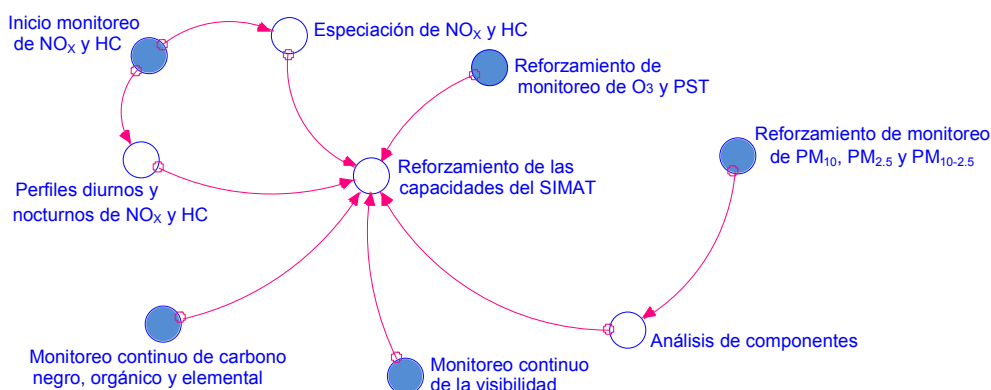 Inicio monitoreo
de NOX y HC
Especiación de NOX y HC
Reforzamiento de
monitoreo de O3 y PST
Reforzamiento de monitoreo
de PM10, PM2.5 y PM10-2.5
Reforzamiento de las
capacidades del SIMAT
Perfiles diurnos y
nocturnos de NOX y HC
Monitoreo continuo de carbono
negro, orgánico y elemental
Monitoreo continuo
de la visibilidad
Análisis de componentes